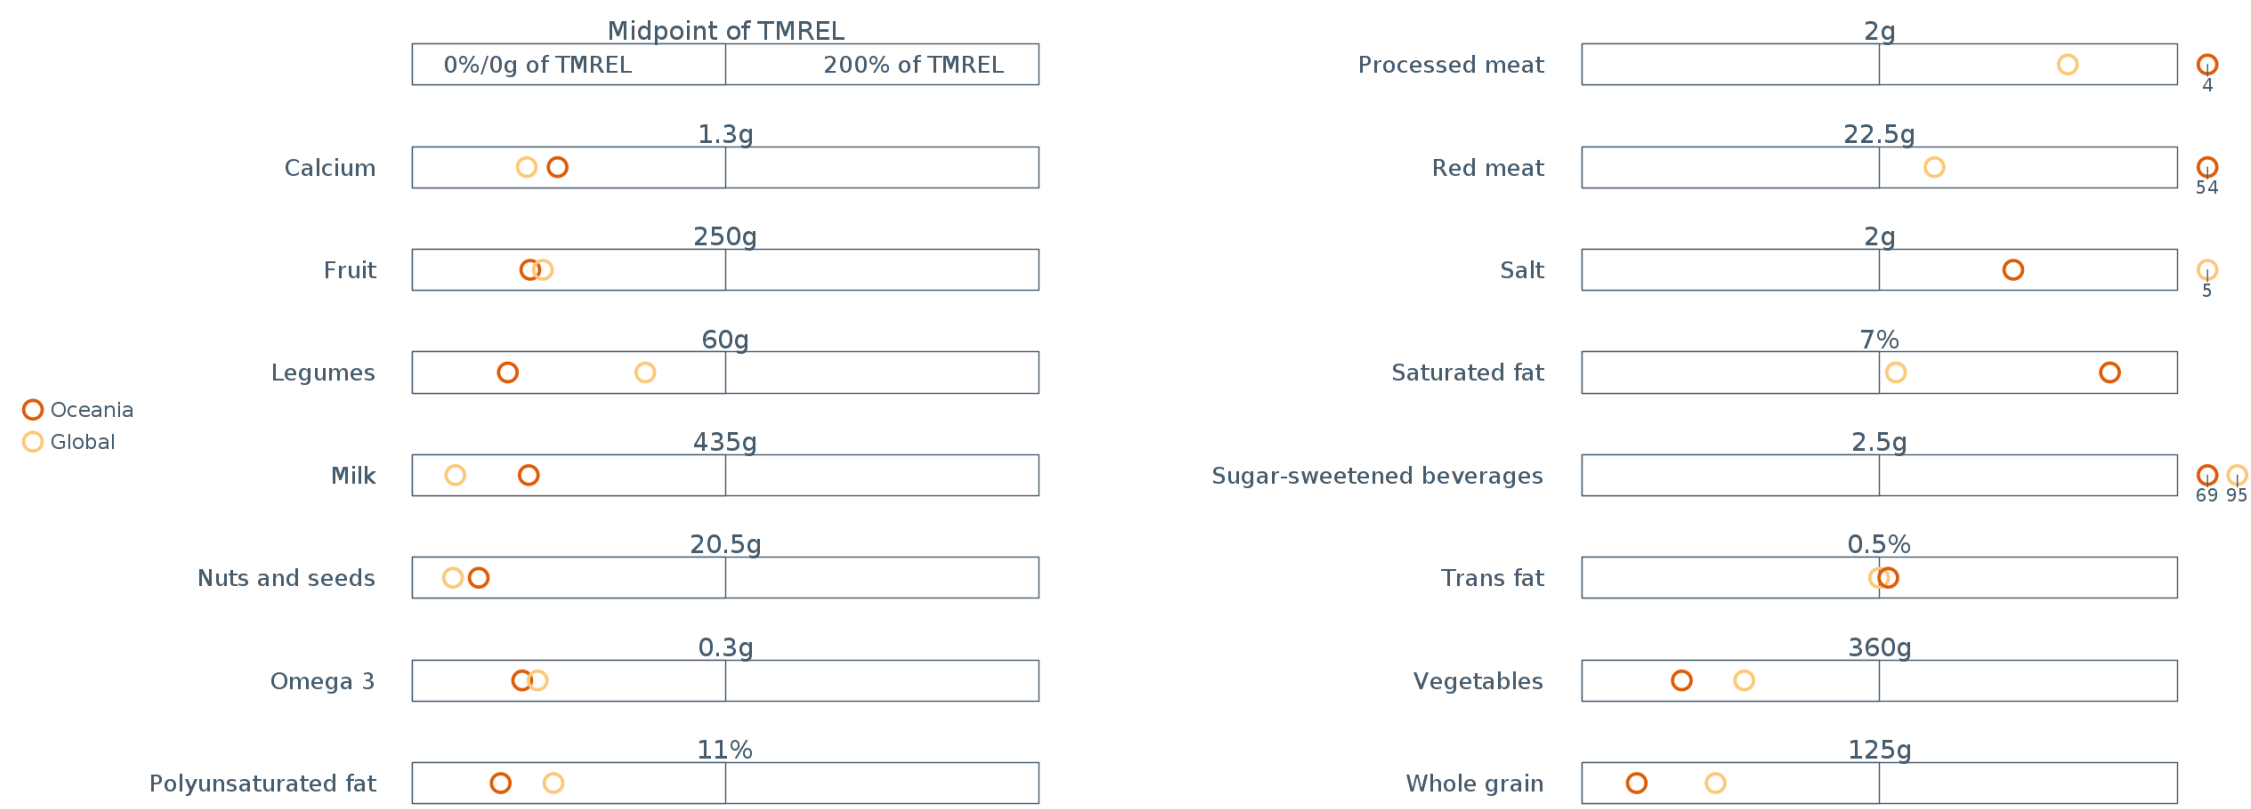 Midpoint of TMREL
0%/0g of TMREL 200% of TMREL
1.3g
Calcium
250g
Fruit
60g
Legumes
Oceania
Global
435g
Milk
20.5g
Nuts and seeds
0.3g
Omega 3
11%
Polyunsaturated fat
2g
Processed meat
4
22.5g
Red meat
54
2g
Salt
5
7%
Saturated fat
2.5g
Sugar-sweetened beverages
69 95
0.5%
Trans fat
360g
Vegetables
125g
Whole grain